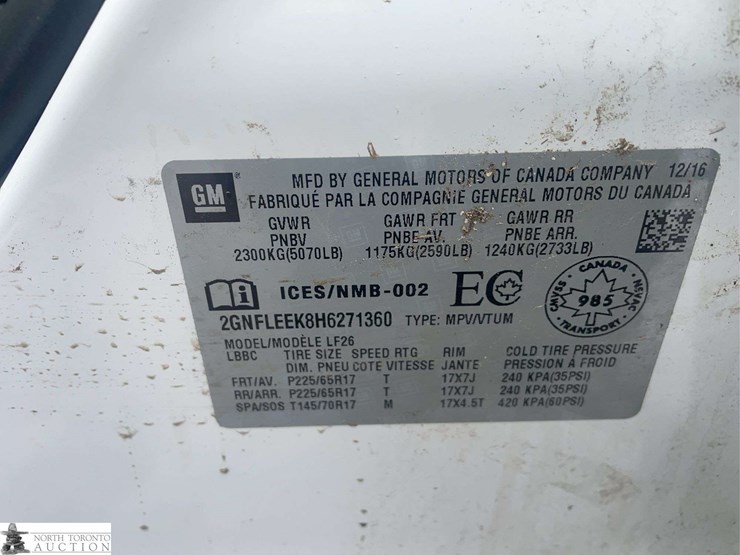 GM
MFD BY GENERAL MOTORS OF CANADA COMPANY 12/16
FABRIQUÉ PAR LA COMPAGNIE GENERAL MOTORS DU CANADA
GVWR GAWR FRT GAWR RR
PNBV PNBE AV. PNBE ARR.
2300KG(5070LB) 1175KG(2590LB) 1240KG(2733LB)
i ICES/NMB-002 EC
CANADA
CMVSS 985 NSVAC
TRANSPORT
2GNFLEEK8H6271360 TYPE: MPV/VTUM
MODEL/MODÈLE LF26
LBBC TIRE SIZE SPEED RTG RIM COLD TIRE PRESSURE
DIM. PNEU COTE VITESSE JANTE PRESSION À FROID
FRT/AV. P225/65R17 T 17X7J 240 KPA(35PSI)
RR/ARR. P225/65R17 T 17X7J 240 KPA(35PSI)
SPA/SOS T145/70R17 M 17X4.5T 420 KPA(60PSI)
NORTH TORONTO
AUCTION